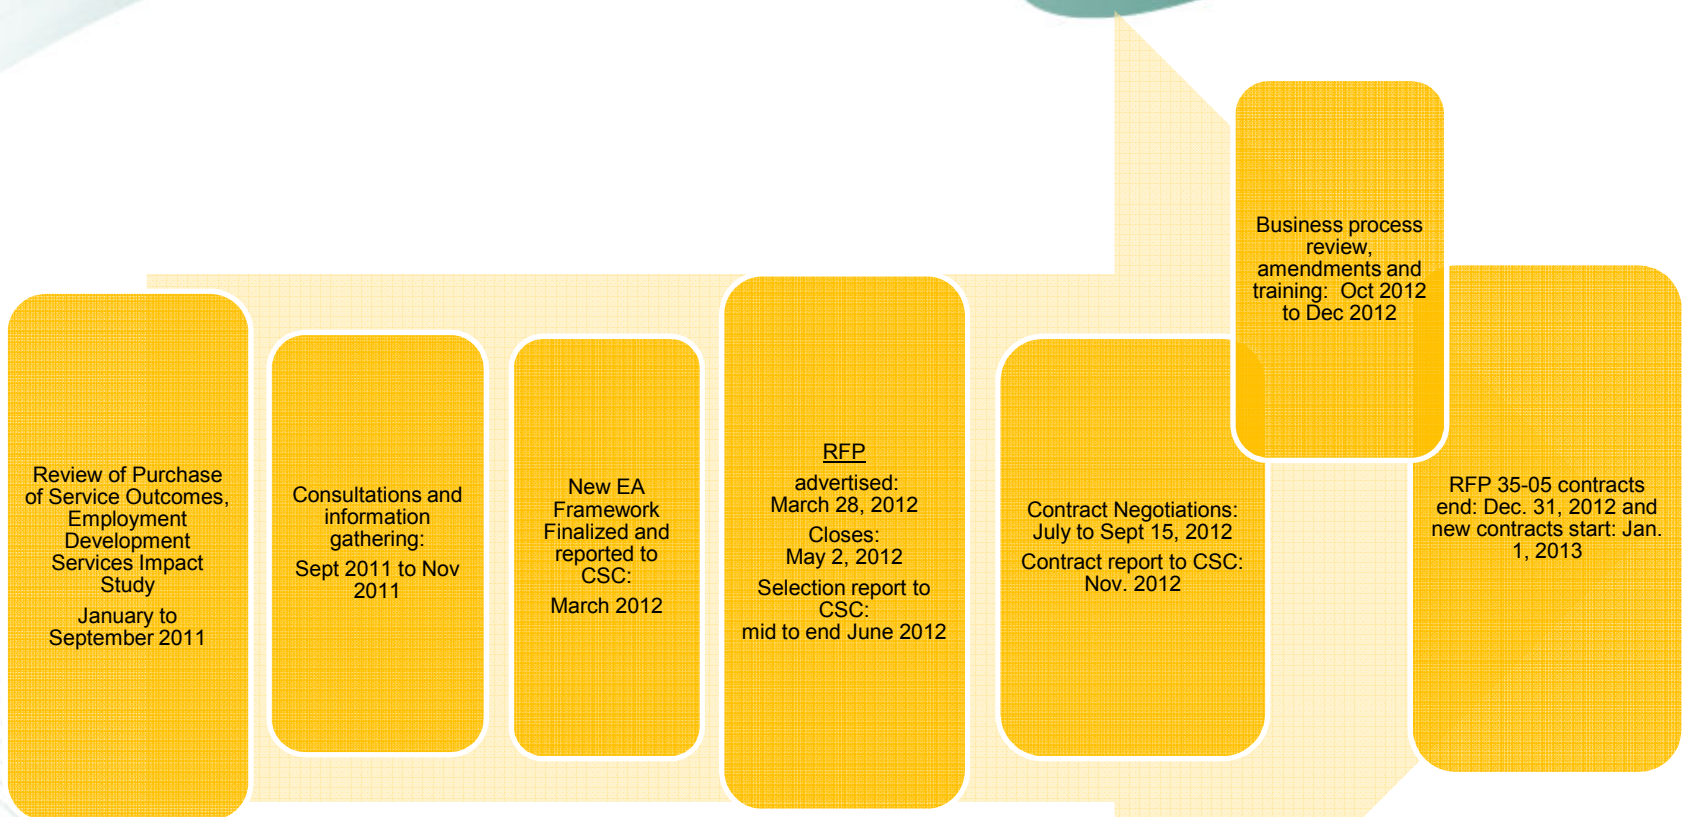 Review of Purchase
of Service Outcomes,
Employment
Development
Services Impact
Study
January to
September 2011
Consultations and
information
gathering:
Sept 2011 to Nov
2011
New EA
Framework
Finalized and
reported to
CSC:
March 2012
RFP
advertised:
March 28, 2012
Closes:
May 2, 2012
Selection report to
CSC:
mid to end June 2012
Contract Negotiations:
July to Sept 15, 2012
Contract report to CSC:
Nov. 2012
Business process
review,
amendments and
training:  Oct 2012
to Dec 2012
RFP 35-05 contracts
end: Dec. 31, 2012 and
new contracts start: Jan.
1, 2013